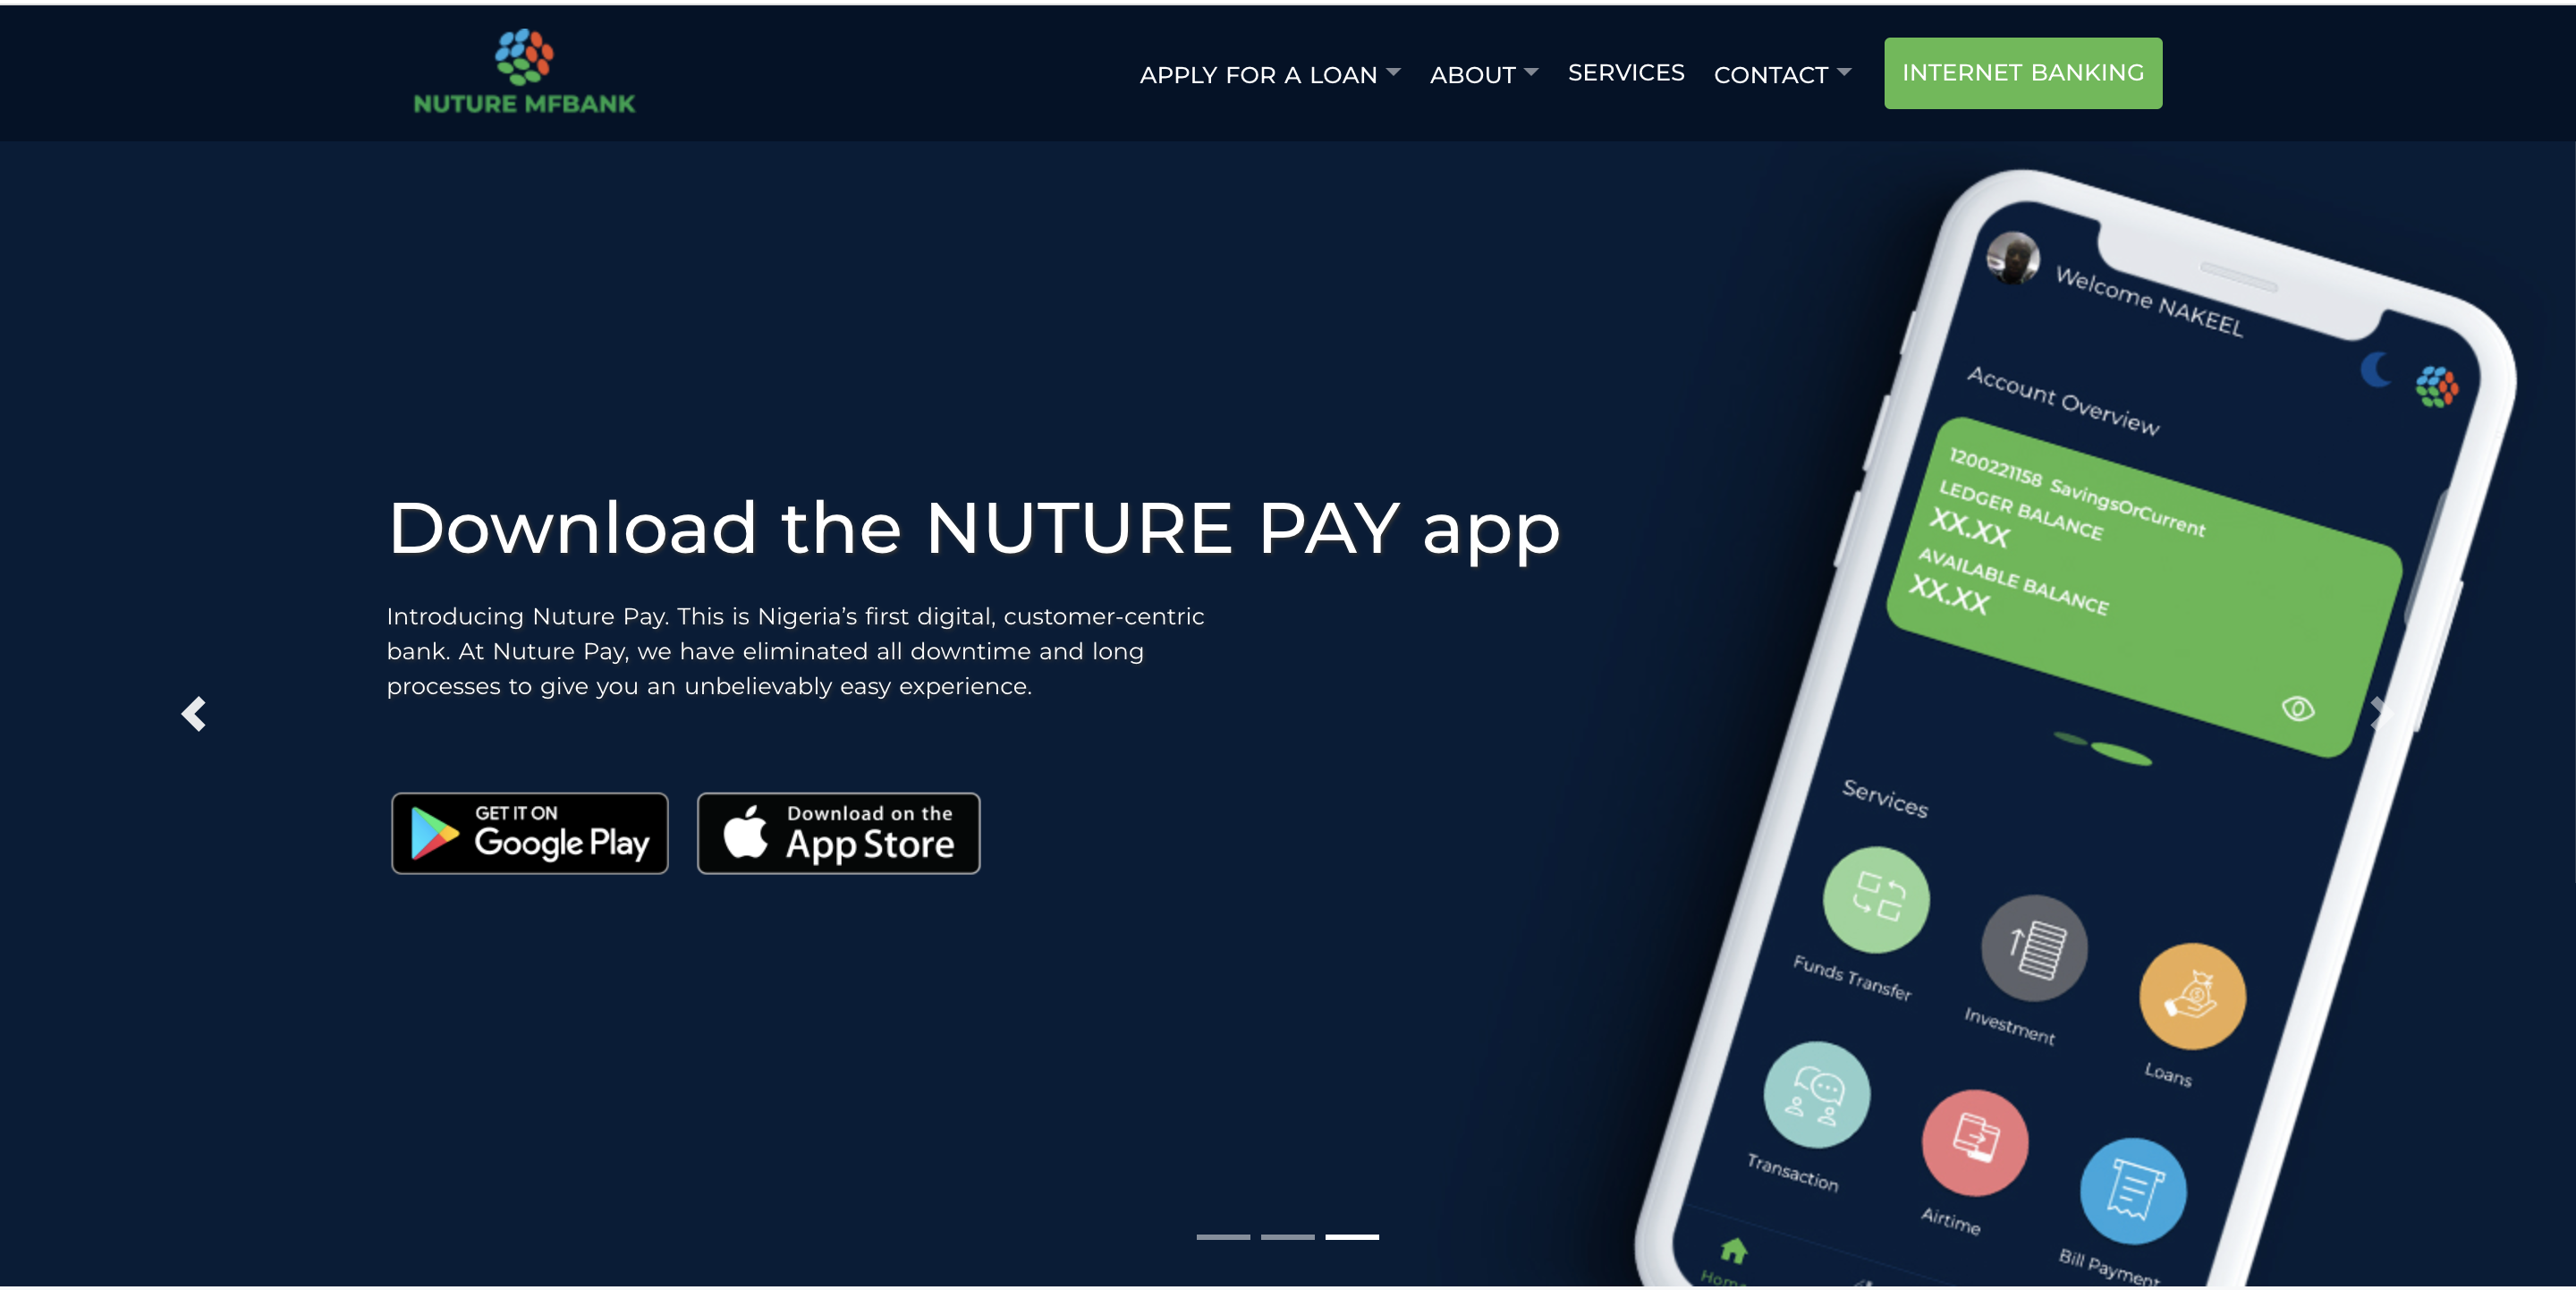 NUTURE MFBANK
APPLY FOR A LOAN
ABOUT
SERVICES
CONTACT
INTERNET BANKING
Download the NUTURE PAY app
Introducing Nuture Pay. This is Nigeria’s first digital, customer-centric
bank. At Nuture Pay, we have eliminated all downtime and long
processes to give you an unbelievably easy experience.
GET IT ON
Google Play
Download on the
App Store
Welcome NAKEEL
Account Overview
1200221158 SavingsOrCurrent
LEDGER BALANCE
XX.XX
AVAILABLE BALANCE
XX.XX
Services
Funds Transfer
Investment
Loans
Transaction
Airtime
Bill Payment
Home